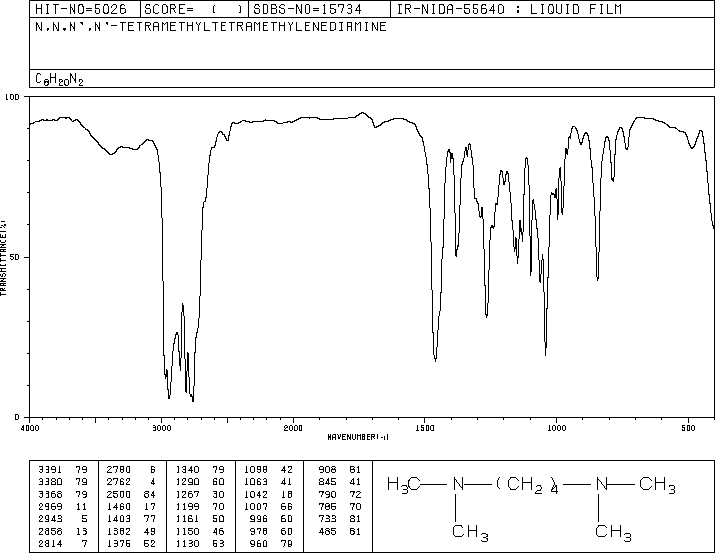 HIT-NO=5026 SCORE= ( ) SDBS-NO=15734 IR-NIDA-55640 : LIQUID FILM
N,N,N',N'-TETRAMETHYLTETRAMETHYLENEDIAMINE
C8H20N2
100
50
0
TRANSMITTANCE(%)
4000 3000 2000 1500 1000 500
WAVENUMBER(-1)
3391 79 2780 6 1340 79 1098 42 908 81
3380 79 2762 4 1290 60 1063 41 845 41
3368 79 2500 84 1267 30 1042 18 790 72
2969 11 1460 17 1199 70 1007 66 785 70
2943 5 1403 77 1161 50 996 60 733 81
2858 13 1382 49 1150 46 978 60 485 81
2814 7 1376 52 1130 53 960 79
H3C N (CH2)4 N CH3
CH3 CH3